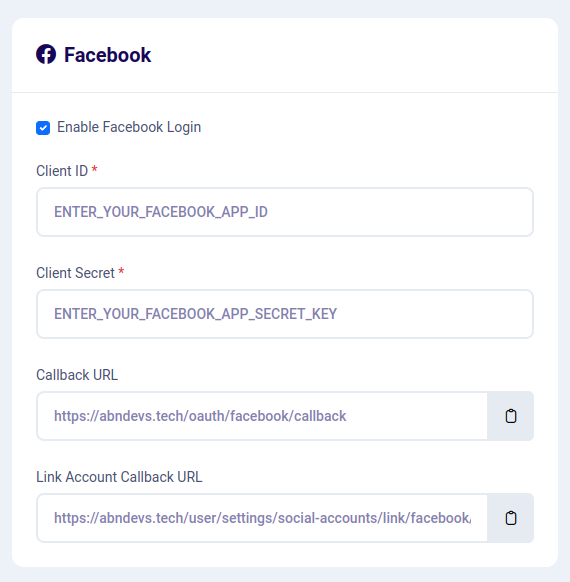 Facebook
Enable Facebook Login
Client ID *
ENTER_YOUR_FACEBOOK_APP_ID
Client Secret *
ENTER_YOUR_FACEBOOK_APP_SECRET_KEY
Callback URL
https://abndevs.tech/oauth/facebook/callback
Link Account Callback URL
https://abndevs.tech/user/settings/social-accounts/link/facebook/